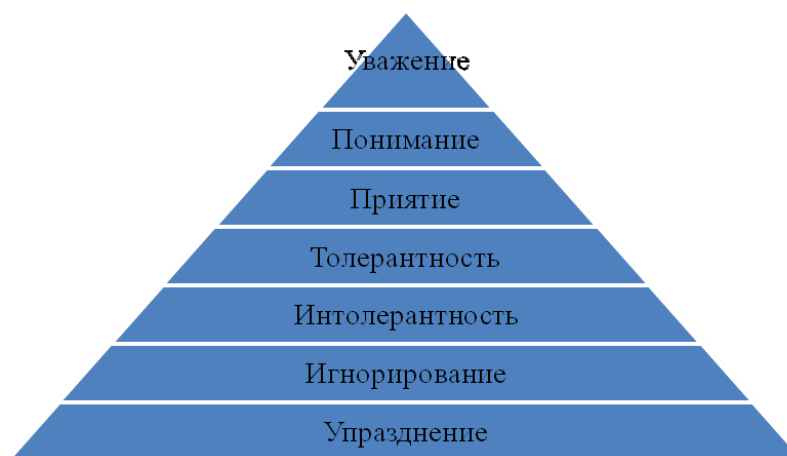 Уважение
Понимание
Приятие
Толерантность
Интолерантность
Игнорирование
Упразднение